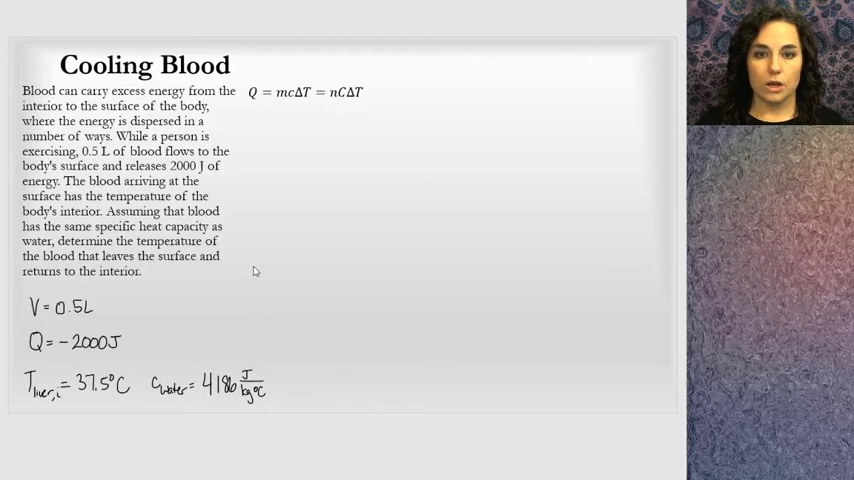 Cooling Blood
Blood can carry excess energy from the
interior to the surface of the body,
where the energy is dispersed in a
number of ways. While a person is
exercising, 0.5 L of blood flows to the
body's surface and releases 2000 J of
energy. The blood arriving at the
surface has the temperature of the
body's interior. Assuming that blood
has the same specific heat capacity as
water, determine the temperature of
the blood that leaves the surface and
returns to the interior.
Q = mcΔT = nCΔT
V = 0.5L
Q = -2000J
T_liver,i = 37.5°C c_water = 4186 J/kg°C